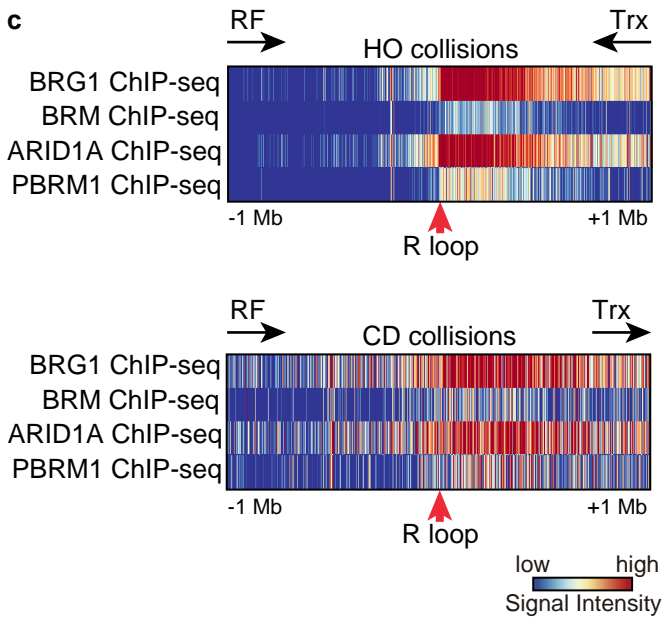 c
RF Trx
HO collisions
BRG1 ChIP-seq
BRM ChIP-seq
ARID1A ChIP-seq
PBRM1 ChIP-seq
-1 Mb +1 Mb
R loop
RF Trx
CD collisions
BRG1 ChIP-seq
BRM ChIP-seq
ARID1A ChIP-seq
PBRM1 ChIP-seq
-1 Mb +1 Mb
R loop
low high
Signal Intensity